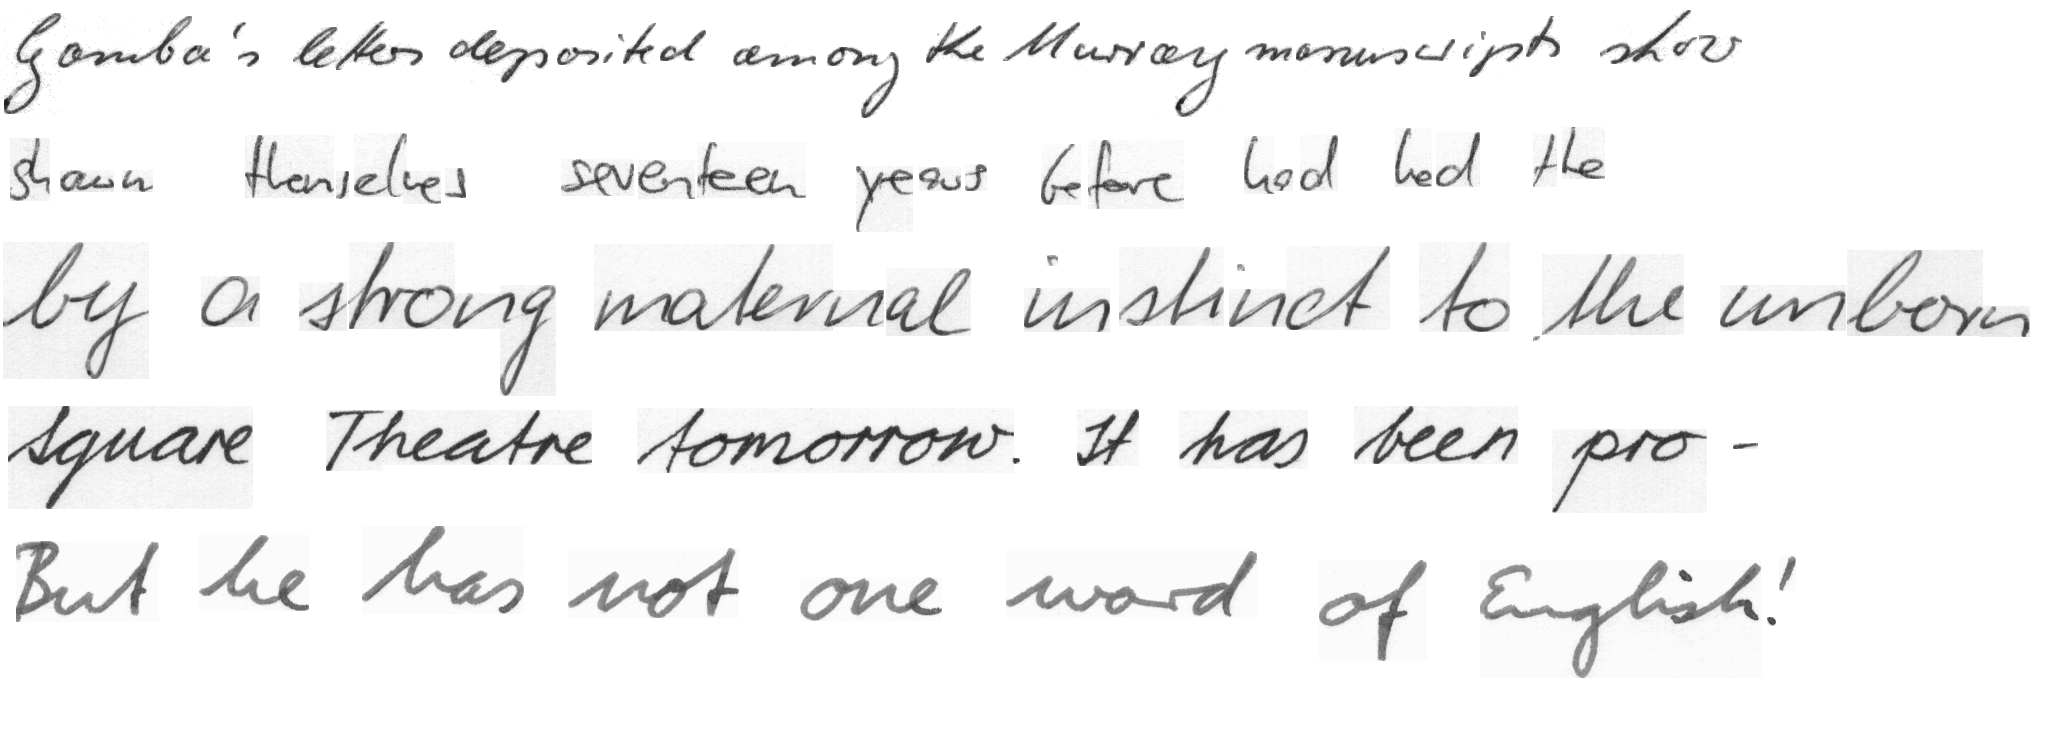 Gamba's letters deposited among the Murray manuscripts show
shown themselves seventeen years before had had the
by a strong maternal instinct to the unborn
Square Theatre tomorrow. It has been pro-
But he has not one word of English!